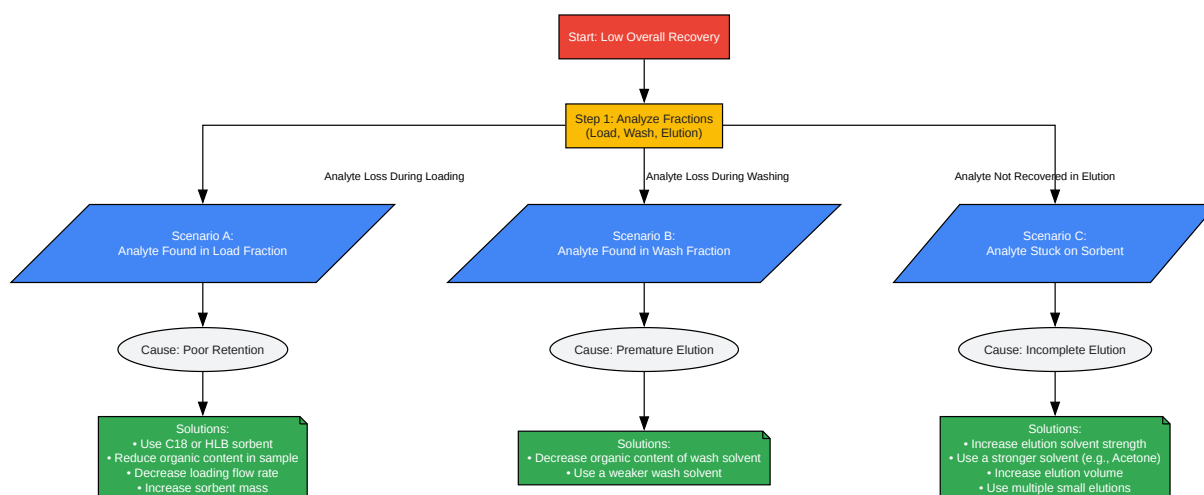 Start: Low Overall Recovery
Step 1: Analyze Fractions
(Load, Wash, Elution)
Analyte Loss During Loading
Analyte Loss During Washing
Analyte Not Recovered in Elution
Scenario A:
Analyte Found in Load Fraction
Scenario B:
Analyte Found in Wash Fraction
Scenario C:
Analyte Stuck on Sorbent
Cause: Poor Retention
Cause: Premature Elution
Cause: Incomplete Elution
Solutions:
• Use C18 or HLB sorbent
• Reduce organic content in sample
• Decrease loading flow rate
• Increase sorbent mass
Solutions:
• Decrease organic content of wash solvent
• Use a weaker wash solvent
Solutions:
• Increase elution solvent strength
• Use a stronger solvent (e.g., Acetone)
• Increase elution volume
• Use multiple small elutions